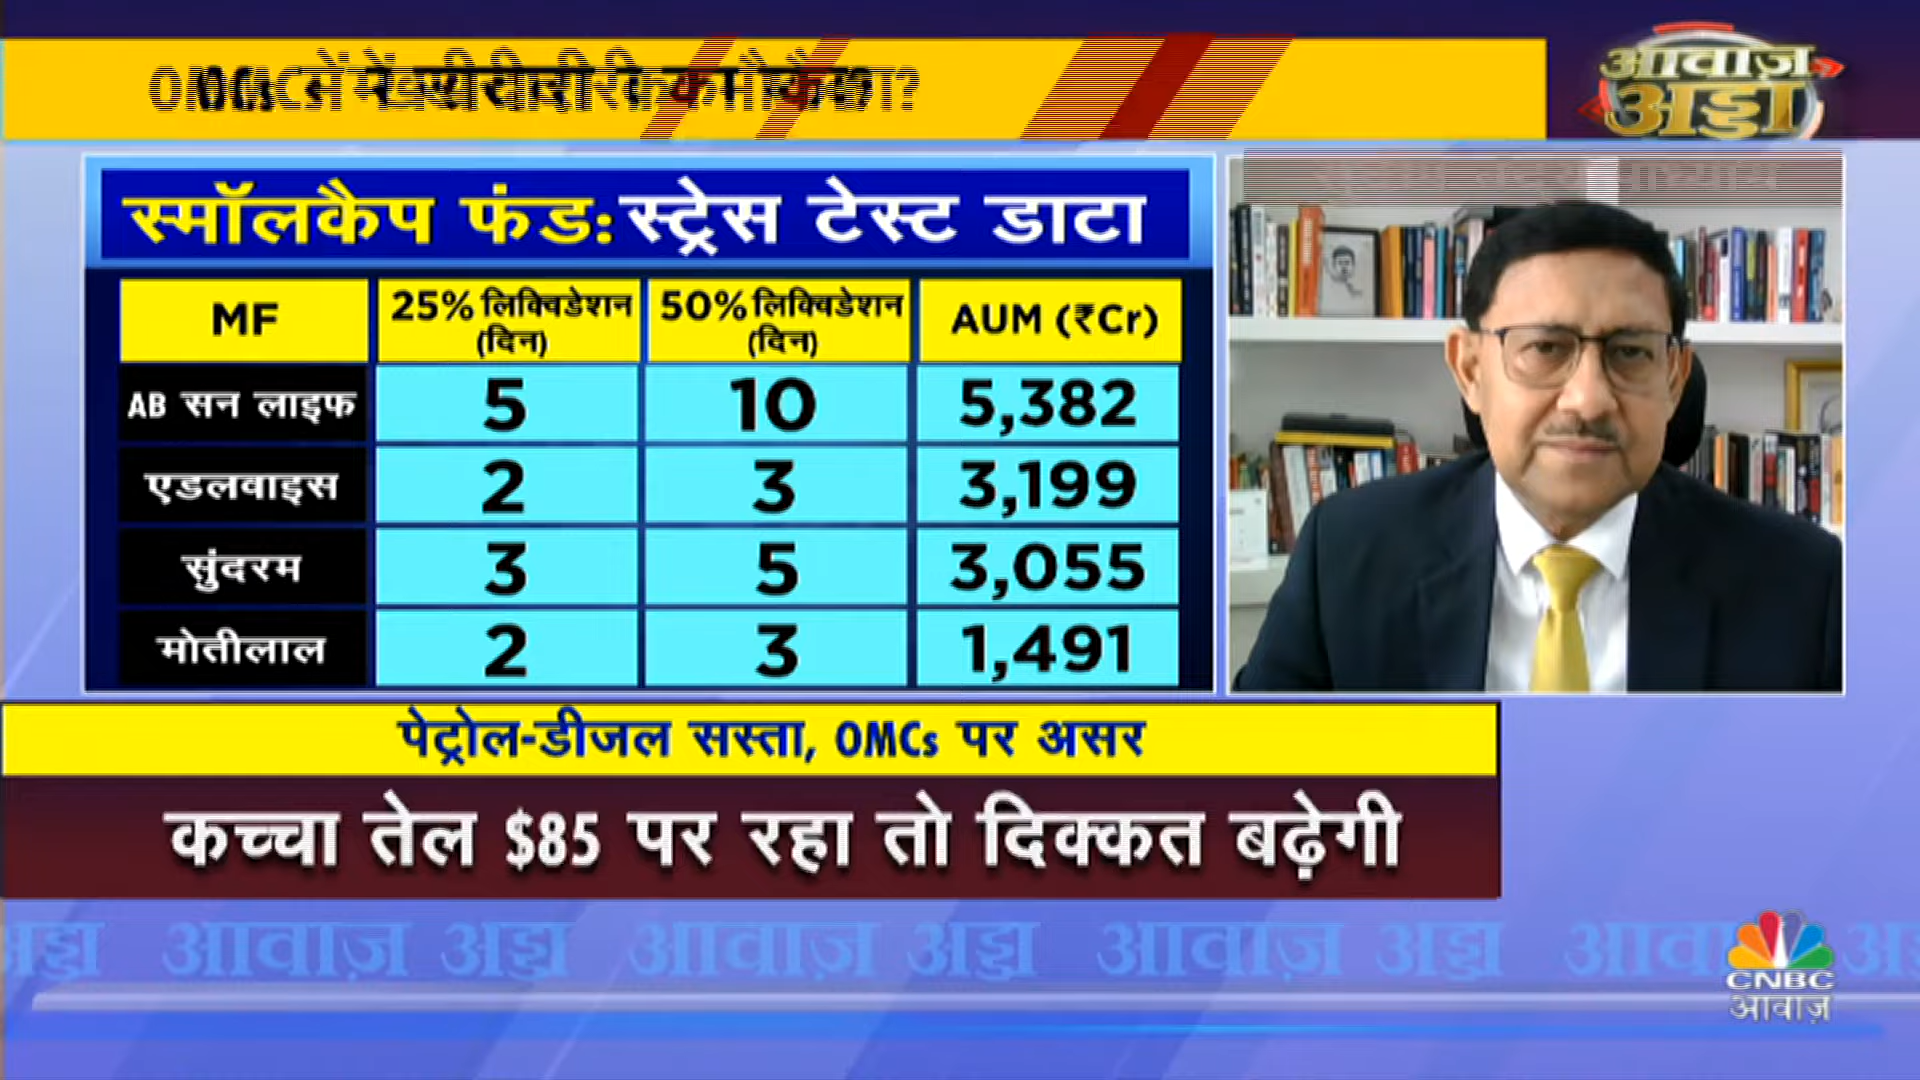 आवाज़
अड्डा
स्मॉलकैप फंड: स्ट्रेस टेस्ट डाटा
MF 25% लिक्विडेशन (दिन) 50% लिक्विडेशन (दिन) AUM (₹Cr)
AB सन लाइफ 5 10 5,382
एडलवाइस 2 3 3,199
सुंदरम 3 5 3,055
मोतीलाल 2 3 1,491
पेट्रोल-डीजल सस्ता, OMCs पर असर
कच्चा तेल $85 पर रहा तो दिक्कत बढ़ेगी
अड्डा आवाज़ अड्डा आवाज़ अड्डा आवाज़ अड्डा
CNBC
आवाज़